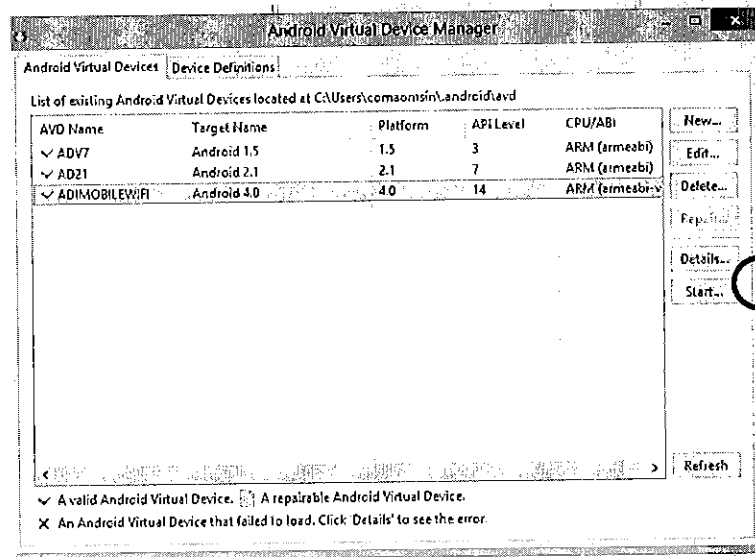 Android Virtual Device Manager
Android Virtual Devices Device Definitions
List of existing Android Virtual Devices located at C:\Users\comaomsin\.android\avd
AVD Name Target Name Platform API Level CPU/ABI
ADV7 Android 1.5 1.5 3 ARM (armeabi)
AD21 Android 2.1 2.1 7 ARM (armeabi)
ADIMOBILEWIFI Android 4.0 4.0 14 ARM (armeabi-v
New...
Edit...
Delete...
Repair...
Details...
Start...
Refresh
A valid Android Virtual Device. A repairable Android Virtual Device.
An Android Virtual Device that failed to load. Click 'Details' to see the error.